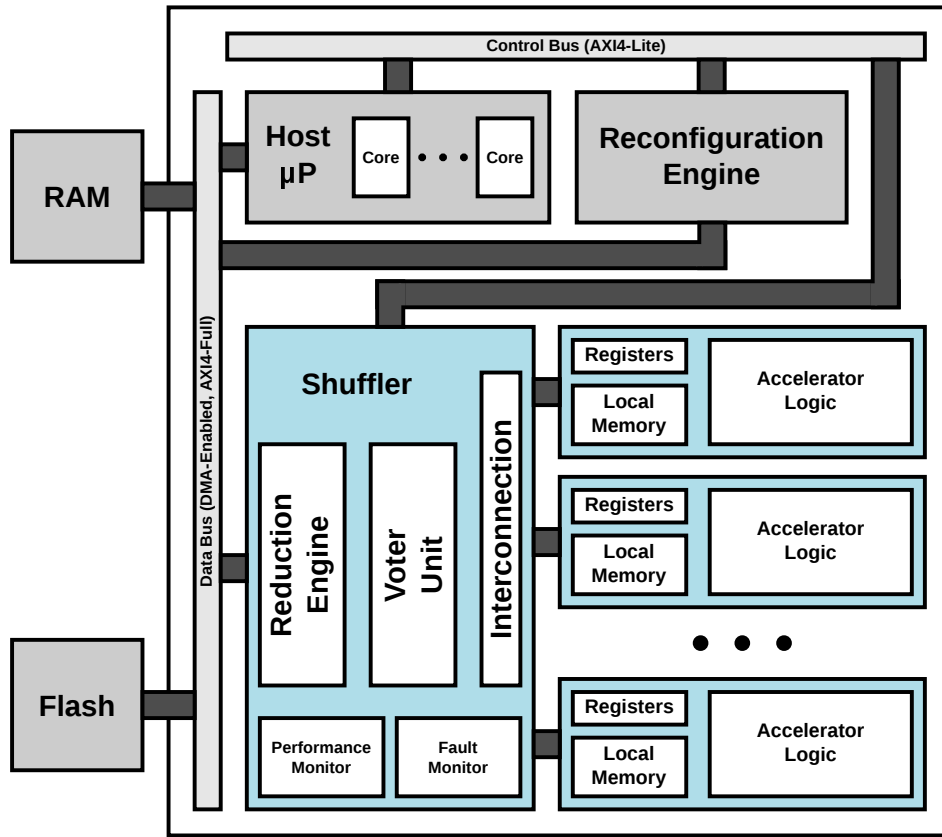 Control Bus (AXI4-Lite)
Host
µP
Core
Core
Reconfiguration
Engine
RAM
Data Bus (DMA-Enabled, AXI4-Full)
Flash
Shuffler
Reduction
Engine
Voter
Unit
Interconnection
Performance
Monitor
Fault
Monitor
Registers
Local
Memory
Accelerator
Logic
Registers
Local
Memory
Accelerator
Logic
Registers
Local
Memory
Accelerator
Logic